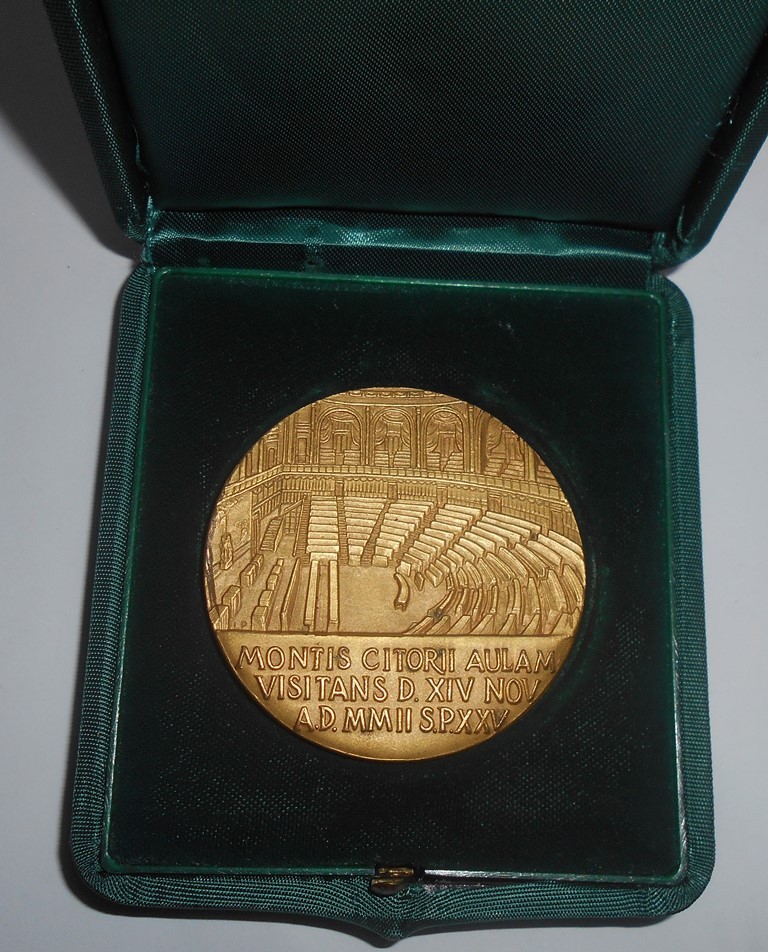 MONTIS CITORII AULAM
VISITANS D. XIV NOV
A.D. MMII S.P.XXV